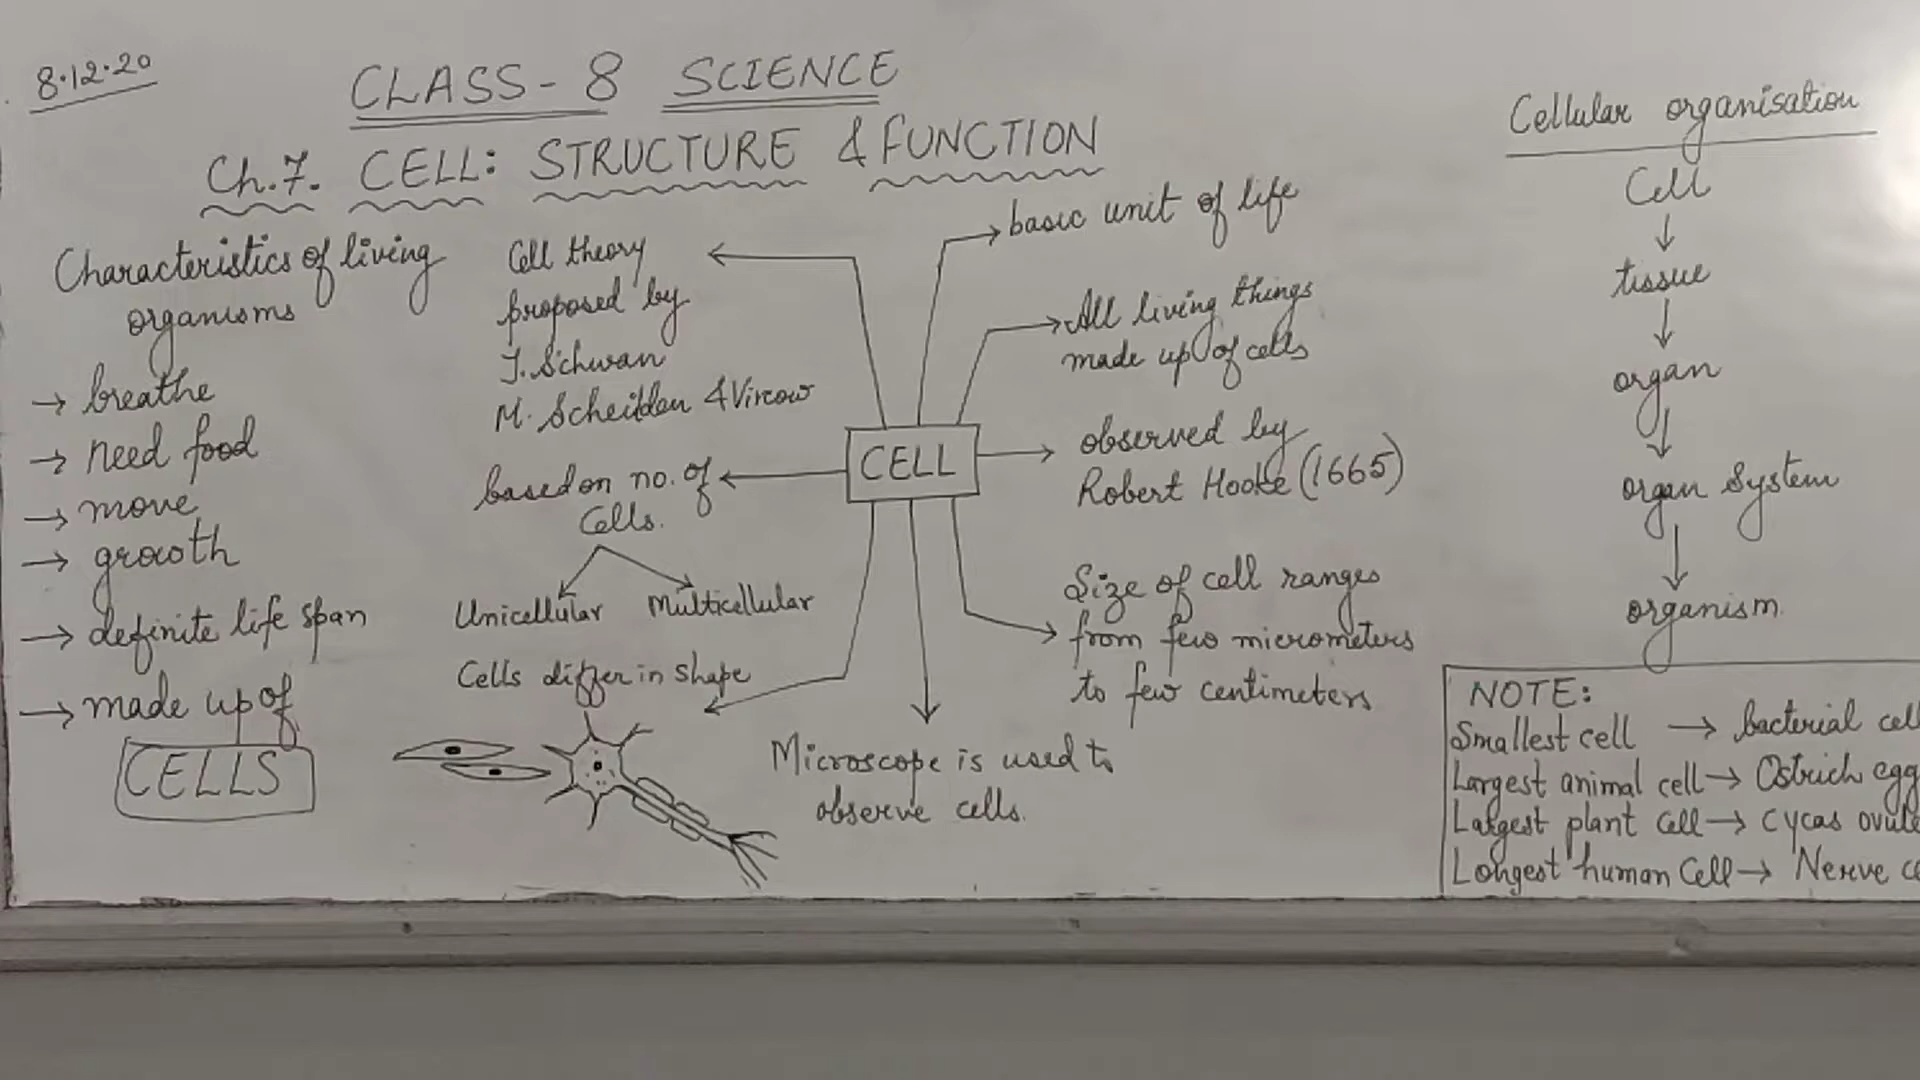 8.12.20
CLASS-8 SCIENCE
Ch.7. CELL: STRUCTURE & FUNCTION
Characteristics of living
organisms
→ breathe
→ need food
→ move
→ growth
→ definite life span
→ made up of
CELLS
Cell theory
proposed by
T. Schwan
M. Scheildan & Vircow
based on no. of
Cells.
Unicellular Multicellular
Cells differ in shape
CELL
basic unit of life
All living things
made up of cells
observed by
Robert Hooke (1665)
Size of cell ranges
from few micrometers
to few centimeters
Microscope is used to
observe cells.
Cellular organisation
Cell
↓
tissue
↓
organ
↓
organ System
↓
organism
NOTE:
Smallest cell → bacterial cell
Largest animal cell → Ostrich egg
Largest plant cell → cycas ovule
Longest human Cell → Nerve ce